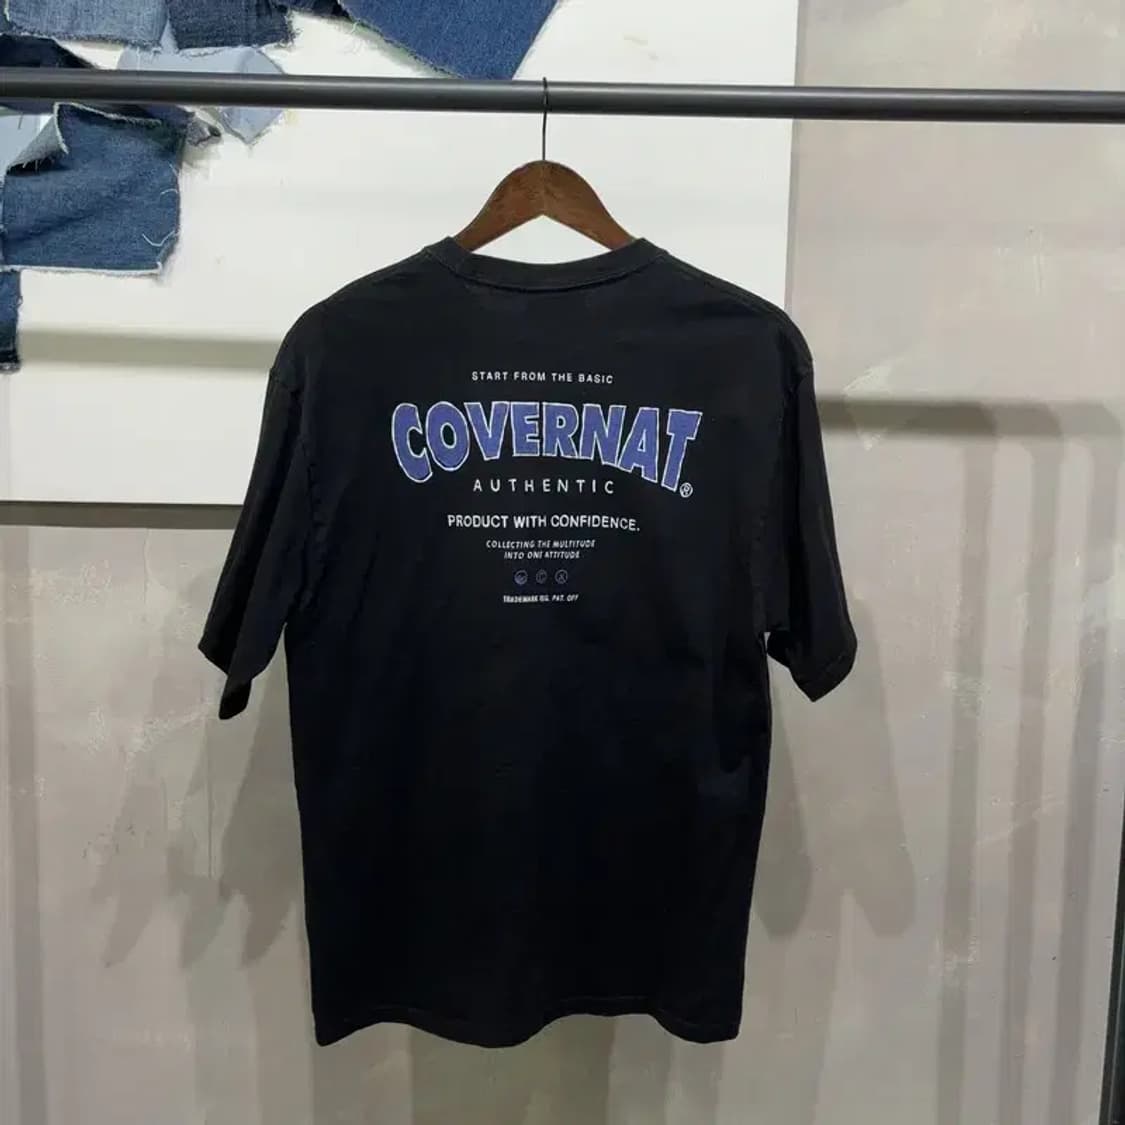 START FROM THE BASIC
COVERNAT®
AUTHENTIC
PRODUCT WITH CONFIDENCE.
COLLECTING THE MULTITUDE
INTO ONE ATTITUDE
TRADEMARK REG. PAT. OFF